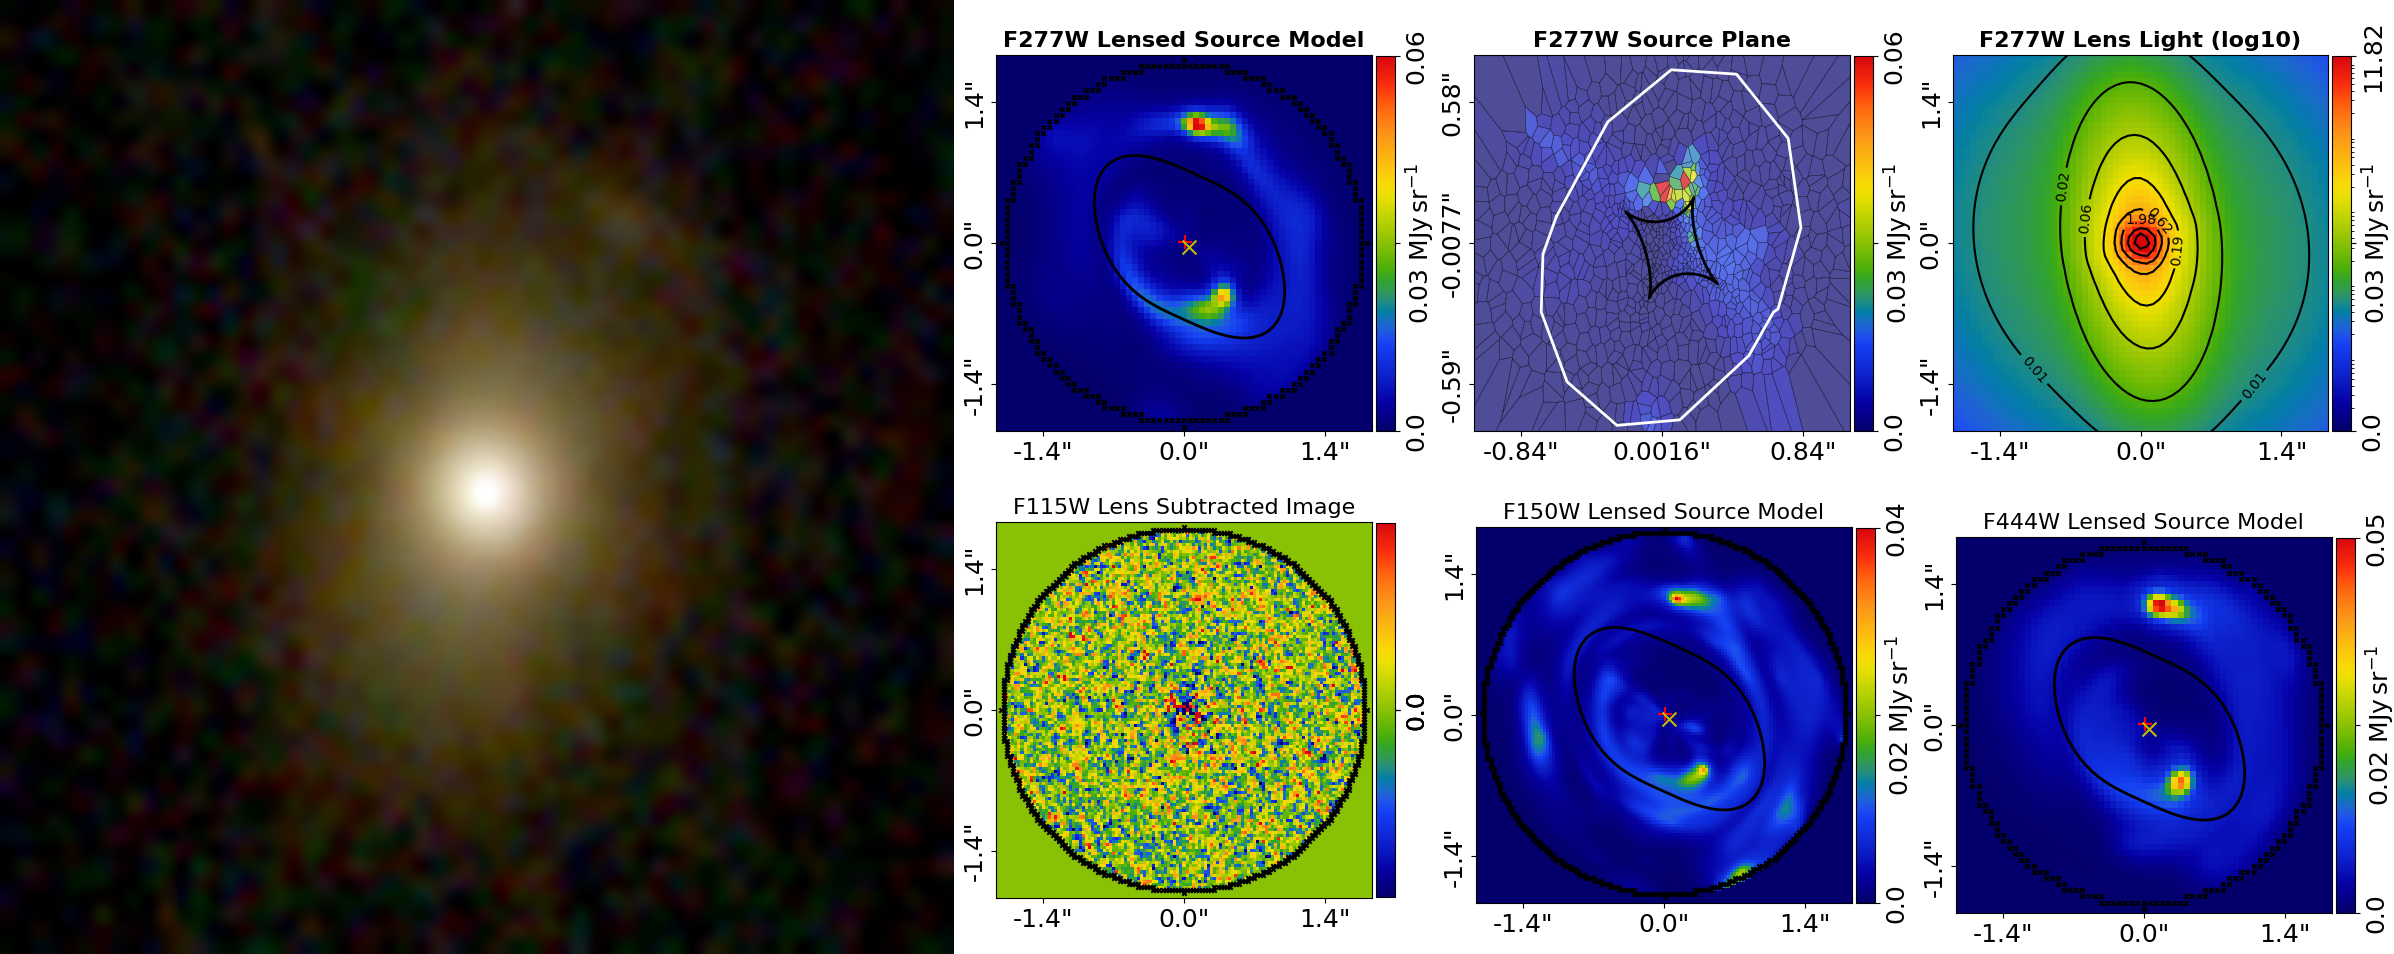 F277W Lensed Source Model
1.4"
0.0"
-1.4"
-1.4" 0.0" 1.4"
0.06
0.03 MJy sr⁻¹
0.0
F277W Source Plane
0.58"
-0.0077"
-0.59"
-0.84" 0.0016" 0.84"
0.06
0.03 MJy sr⁻¹
0.0
F277W Lens Light (log10)
1.4"
0.0"
-1.4"
-1.4" 0.0" 1.4"
0.02
0.06
1.98
0.62
0.19
0.01
0.01
11.82
0.03 MJy sr⁻¹
0.0
F115W Lens Subtracted Image
1.4"
0.0"
-1.4"
-1.4" 0.0" 1.4"
0.0
F150W Lensed Source Model
1.4"
0.0"
-1.4"
-1.4" 0.0" 1.4"
0.04
0.02 MJy sr⁻¹
0.0
F444W Lensed Source Model
1.4"
0.0"
-1.4"
-1.4" 0.0" 1.4"
0.05
0.02 MJy sr⁻¹
0.0